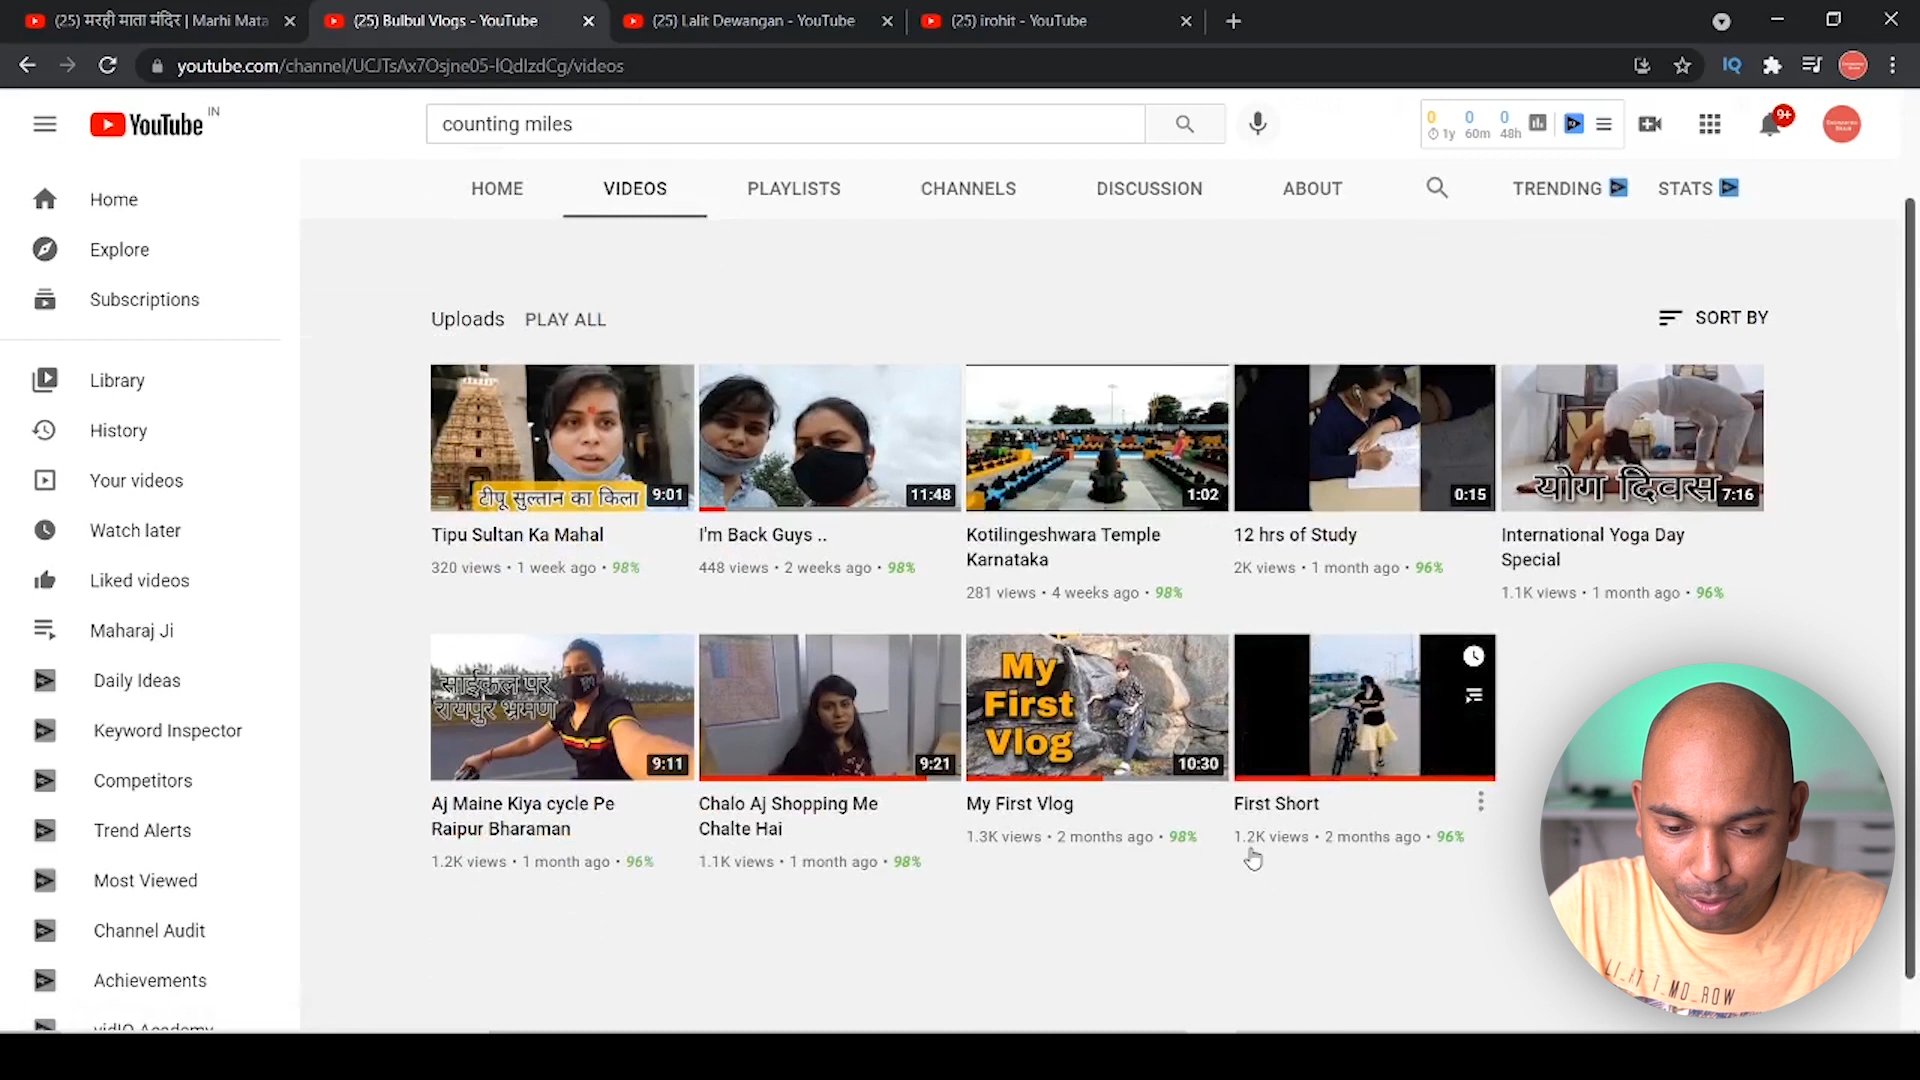 (25) मरही माता मंदिर | Marhi Mata
(25) Bulbul Vlogs - YouTube
(25) Lalit Dewangan - YouTube
(25) irohit - YouTube
youtube.com/channel/UCJTsAx7Osjne05-IQdIzdCg/videos
IQ
YouTube IN
counting miles
0 0 0
1y 60m 48h
9+
HOME VIDEOS PLAYLISTS CHANNELS DISCUSSION ABOUT TRENDING STATS
Home
Explore
Subscriptions
Library
History
Your videos
Watch later
Liked videos
Maharaj Ji
Daily Ideas
Keyword Inspector
Competitors
Trend Alerts
Most Viewed
Channel Audit
Achievements
vidIQ Academy
Uploads PLAY ALL
SORT BY
टीपू सुल्तान का किला
9:01
Tipu Sultan Ka Mahal
320 views • 1 week ago • 98%
11:48
I'm Back Guys ..
448 views • 2 weeks ago • 98%
1:02
Kotilingeshwara Temple
Karnataka
281 views • 4 weeks ago • 98%
0:15
12 hrs of Study
2K views • 1 month ago • 96%
योग दिवस
7:16
International Yoga Day
Special
1.1K views • 1 month ago • 96%
साईकल पर
रायपुर भ्रमण
9:11
Aj Maine Kiya cycle Pe
Raipur Bharaman
1.2K views • 1 month ago • 96%
9:21
Chalo Aj Shopping Me
Chalte Hai
1.1K views • 1 month ago • 98%
My
First
Vlog
10:30
My First Vlog
1.3K views • 2 months ago • 98%
First Short
1.2K views • 2 months ago • 96%